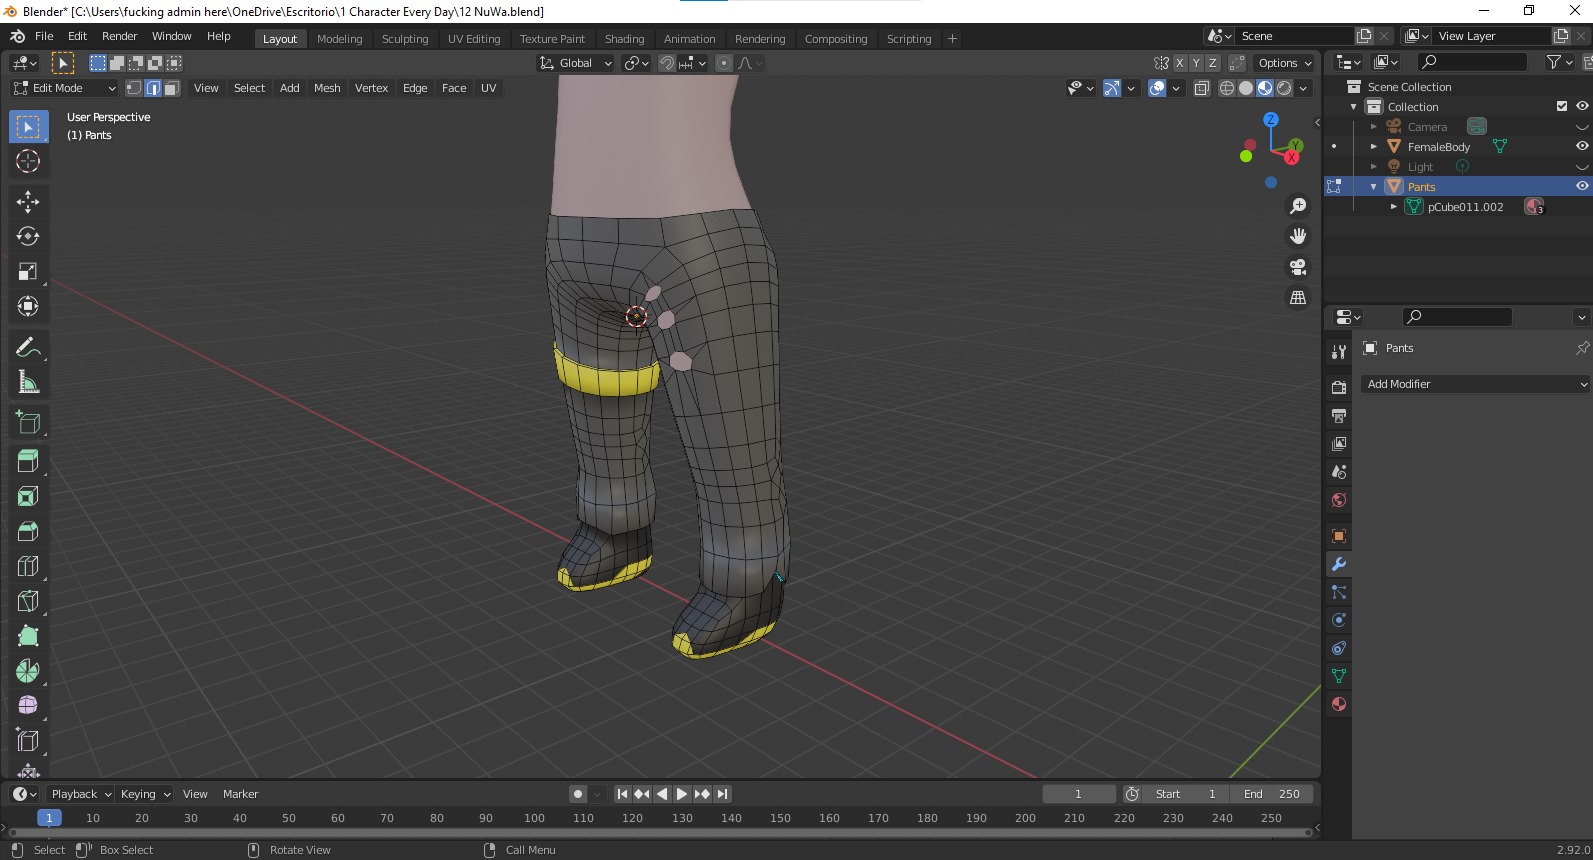 Blender* [C:\Users\fucking admin here\OneDrive\Escritorio\1 Character Every Day\12 NuWa.blend]
File Edit Render Window Help Layout Modeling Sculpting UV Editing Texture Paint Shading Animation Rendering Compositing Scripting + Scene View Layer
Global X Y Z Options
Edit Mode View Select Add Mesh Vertex Edge Face UV
User Perspective
(1) Pants
Z
Y
X
Scene Collection
Collection
Camera
FemaleBody
Light
Pants
pCube011.002 3
Pants
Add Modifier
Playback Keying View Marker 1 Start 1 End 250
1 10 20 30 40 50 60 70 80 90 100 110 120 130 140 150 160 170 180 190 200 210 220 230 240 250
Select Box Select Rotate View Call Menu 2.92.0